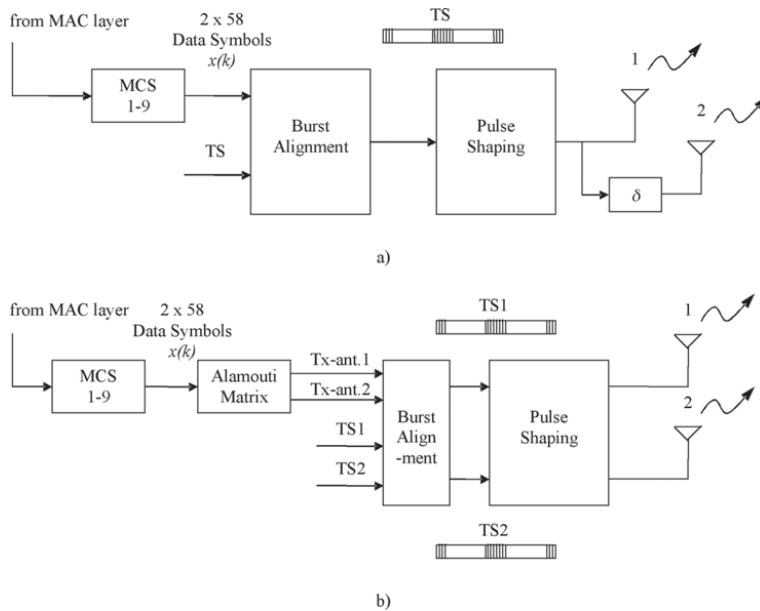 TS
2 x 58
from MAC layer
Data Symbols
x(k)
1
MCS
1-9
2
Burst
Alignment
Pulse
Shaping
TS
δ
a)
TS1
from MAC layer
2 x 58
Data Symbols
x(k)
1
Tx-ant.1
MCS
1-9
Alamouti
Matrix
Tx-ant.2
2
Burst
Align
-ment
Pulse
Shaping
TS1
TS2
TS2
b)